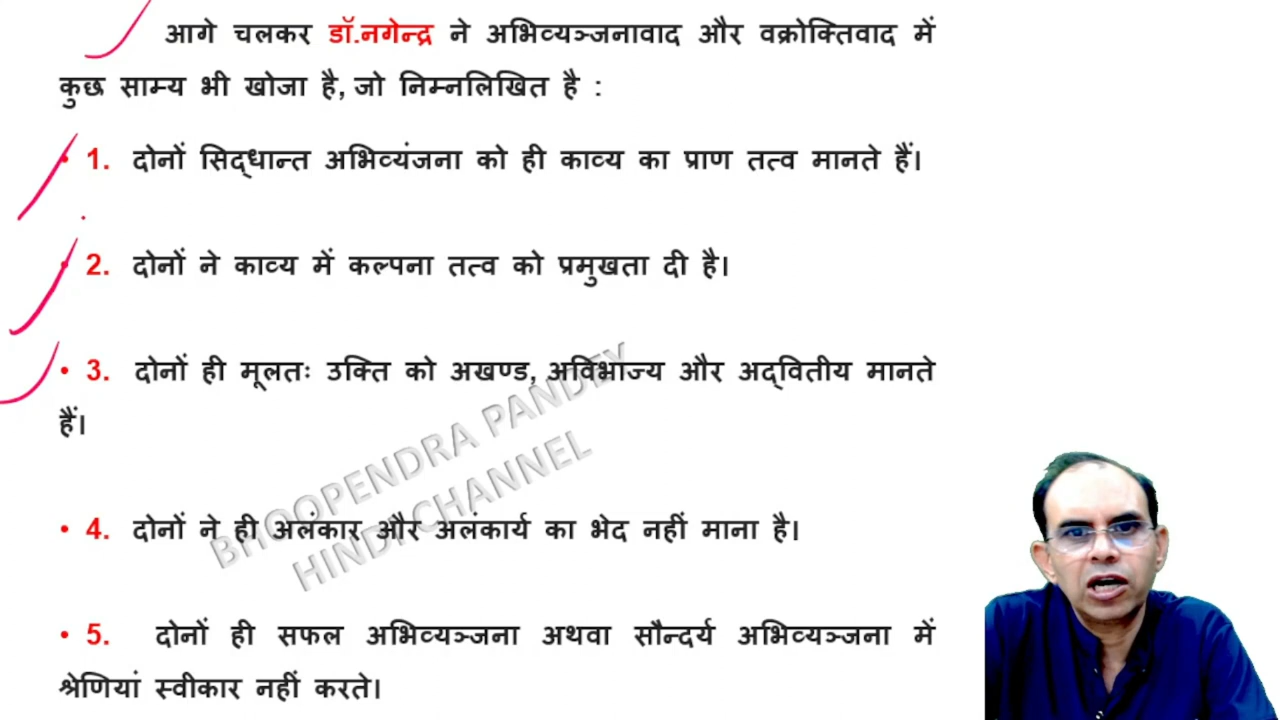 आगे चलकर डॉ.नगेन्द्र ने अभिव्यञ्जनावाद और वक्रोक्तिवाद में
कुछ साम्य भी खोजा है, जो निम्नलिखित है :
• 1. दोनों सिद्धान्त अभिव्यंजना को ही काव्य का प्राण तत्व मानते हैं।
• 2. दोनों ने काव्य में कल्पना तत्व को प्रमुखता दी है।
• 3. दोनों ही मूलतः उक्ति को अखण्ड, अविभाज्य और अद्वितीय मानते
हैं।
• 4. दोनों ने ही अलंकार और अलंकार्य का भेद नहीं माना है।
• 5. दोनों ही सफल अभिव्यञ्जना अथवा सौन्दर्य अभिव्यञ्जना में
श्रेणियां स्वीकार नहीं करते।
BHOOPENDRA PANDEY
HINDI CHANNEL